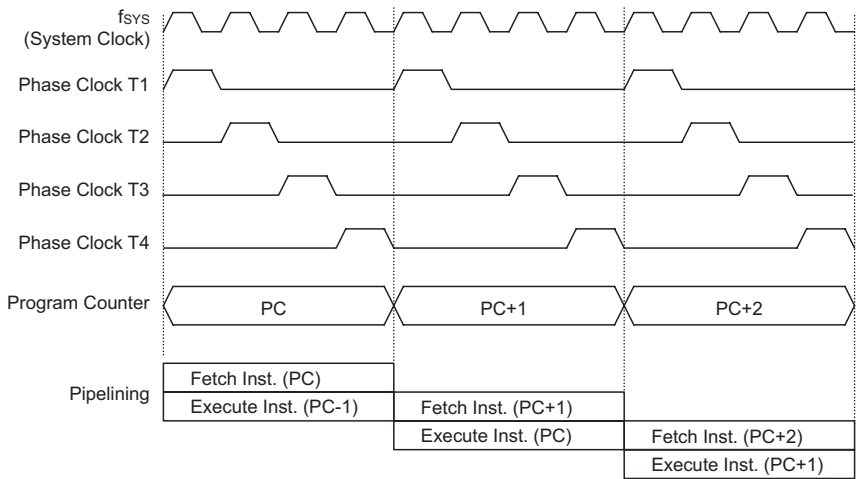 fSYS
(System Clock)
Phase Clock T1
Phase Clock T2
Phase Clock T3
Phase Clock T4
Program Counter
PC
PC+1
PC+2
Pipelining
Fetch Inst. (PC)
Execute Inst. (PC-1)
Fetch Inst. (PC+1)
Execute Inst. (PC)
Fetch Inst. (PC+2)
Execute Inst. (PC+1)